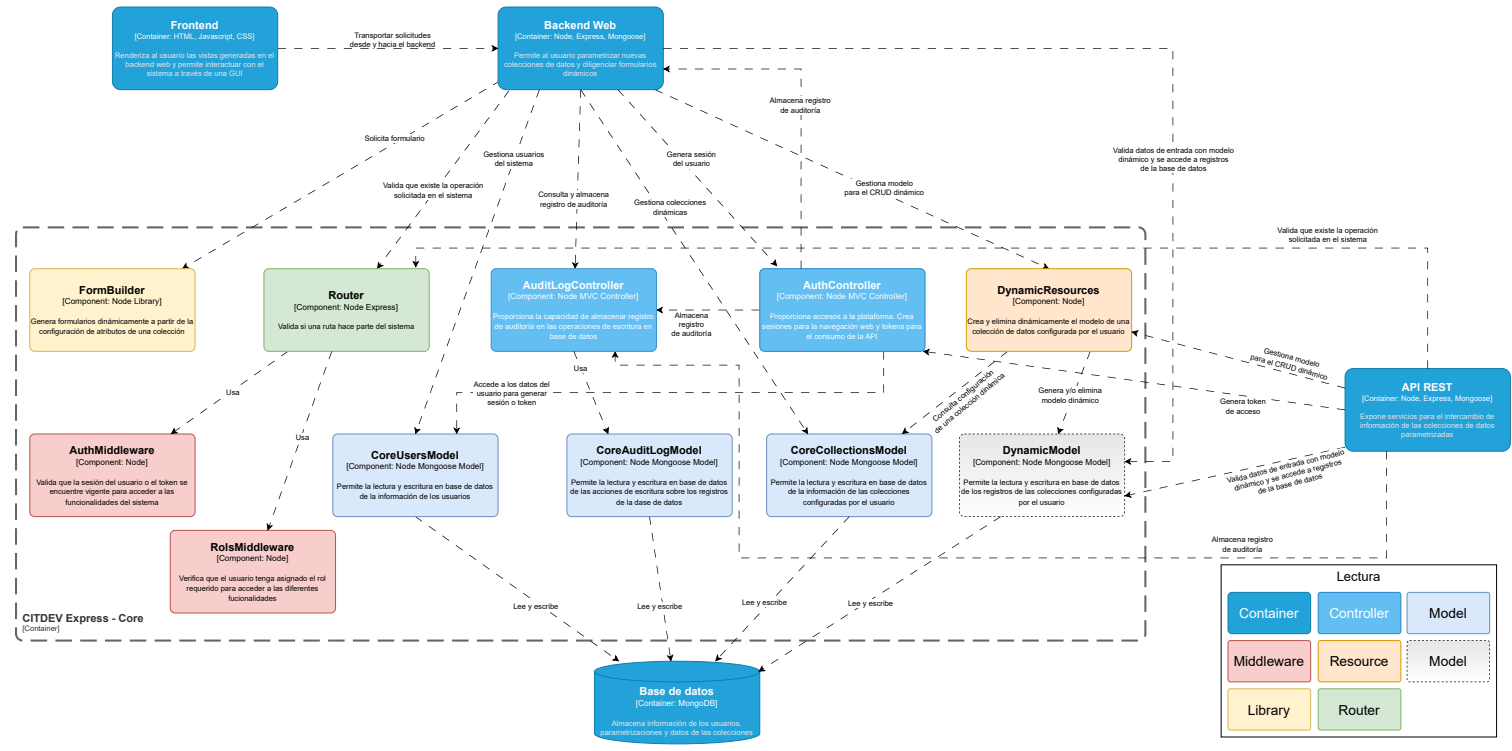 Frontend
[Container: HTML, Javascript, CSS]
Renderiza al usuario las vistas generadas en el
backend web y permite interactuar con el
sistema a través de una GUI
Transportar solicitudes
desde y hacia el backend
Backend Web
[Container: Node, Express, Mongoose]
Permite al usuario parametrizar nuevas
colecciones de datos y diligenciar formularios
dinámicos
Almacena registro
de auditoría
Solicita formulario
Gestiona usuarios
del sistema
Genera sesión
del usuario
Valida datos de entrada con modelo
dinámico y se accede a registros
de la base de datos
Valida que existe la operación
solicitada en el sistema
Consulta y almacena
registro de auditoría
Gestiona colecciones
dinámicas
Gestiona modelo
para el CRUD dinámico
Valida que existe la operación
solicitada en el sistema
FormBuilder
[Component: Node Library]
Genera formularios dinámicamente a partir de la
configuración de atributos de una colección
Router
[Component: Node Express]
Valida si una ruta hace parte del sistema
AuditLogController
[Component: Node MVC Controller]
Proporciona la capacidad de almacenar registro
de auditoría en las operaciones de escritura en
base de datos
Almacena
registro
de auditoría
AuthController
[Component: Node MVC Controller]
Proporciona accesos a la plataforma. Crea
sesiones para la navegación web y tokens para
el consumo de la API
DynamicResources
[Component: Node]
Crea y elimina dinámicamente el modelo de una
colección de datos configurada por el usuario
Gestiona modelo
para el CRUD dinámico
Genera token
de acceso
API REST
[Container: Node, Express, Mongoose]
Expone servicios para el intercambio de
información de las colecciones de datos
parametrizadas
Usa
Usa
Accede a los datos del
usuario para generar
sesión o token
Usa
Consulta configuración
de una colección dinámica
Genera y/o elimina
modelo dinámico
AuthMiddleware
[Component: Node]
Valida que la sesión del usuario o el token se
encuentre vigente para acceder a las
funcionalidades del sistema
CoreUsersModel
[Component: Node Mongoose Model]
Permite la lectura y escritura en base de datos
de la información de los usuarios
CoreAuditLogModel
[Component: Node Mongoose Model]
Permite la lectura y escritura en base de datos
de las acciones de escritura sobre los registros
de la dase de datos
CoreCollectionsModel
[Component: Node Mongoose Model]
Permite la lectura y escritura en base de datos
de la información de las colecciones
configuradas por el usuario
DynamicModel
[Component: Node Mongoose Model]
Permite la lectura y escritura en base de datos
de los registros de las colecciones configuradas
por el usuario
Valida datos de entrada con modelo
dinámico y se accede a registros
de la base de datos
Almacena registro
de auditoría
RolsMiddleware
[Component: Node]
Verifica que el usuario tenga asignado el rol
requerido para acceder a las diferentes
fucionalidades
CITDEV Express - Core
[Container]
Lee y escribe
Lee y escribe
Lee y escribe
Lee y escribe
Base de datos
[Container: MongoDB]
Almacena información de los usuarios,
parametrizaciones y datos de las colecciones
Lectura
Container
Controller
Model
Middleware
Resource
Model
Library
Router